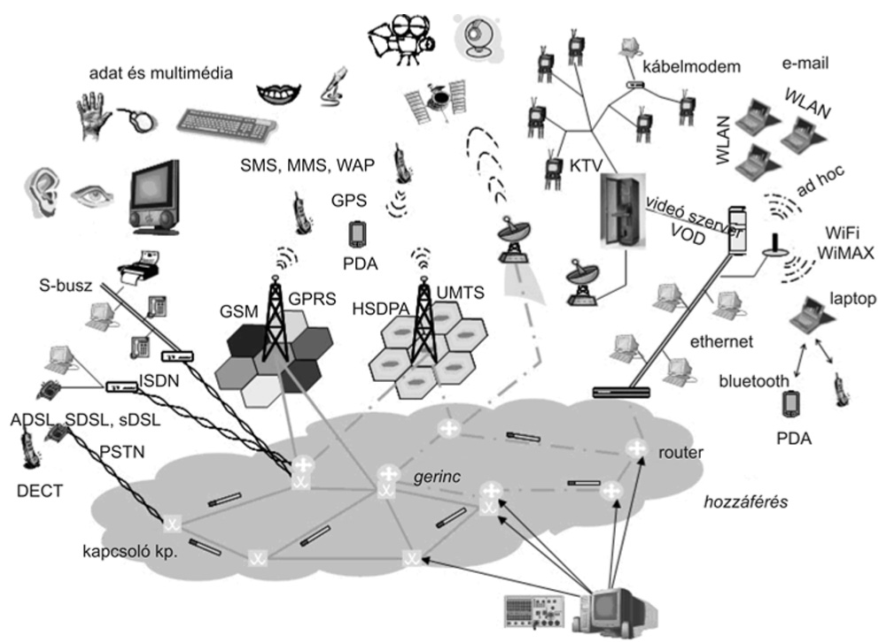 adat és multimédia
kábelmodem
e-mail
WLAN
WLAN
SMS, MMS, WAP
KTV
ad hoc
GPS
videó szerver
VOD
WiFi
WiMAX
PDA
S-busz
GPRS
UMTS
GSM
HSDPA
laptop
ethernet
ISDN
bluetooth
ADSL, SDSL, sDSL
PDA
PSTN
router
gerinc
DECT
hozzáférés
kapcsoló kp.